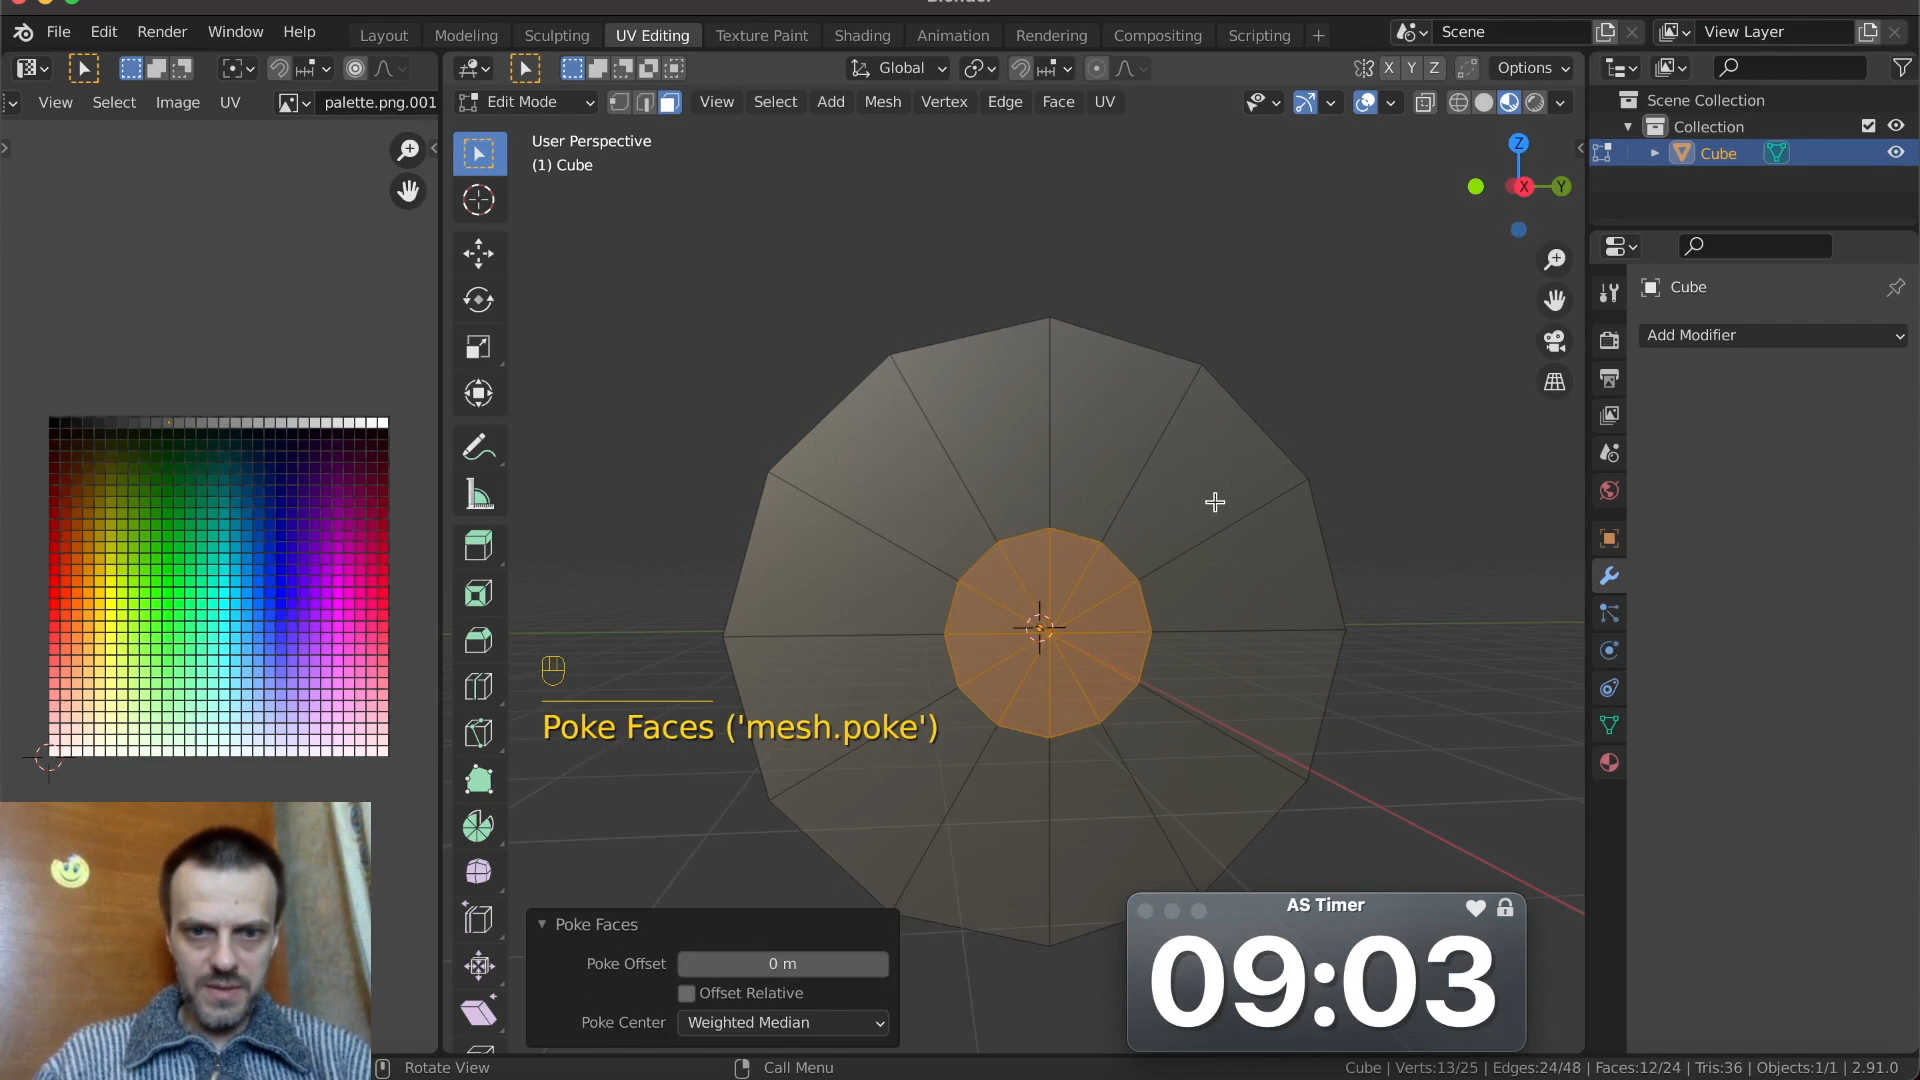 File Edit Render Window Help
Layout Modeling Sculpting UV Editing Texture Paint Shading Animation Rendering Compositing Scripting +
Scene
View Layer
Global
X Y Z
Options
View Select Image UV
palette.png.001
Edit Mode
View Select Add Mesh Vertex Edge Face UV
Scene Collection
Collection
Cube
User Perspective
(1) Cube
Z
X
Y
Cube
Add Modifier
Poke Faces ('mesh.poke')
Poke Faces
Poke Offset 0 m
Offset Relative
Poke Center Weighted Median
AS Timer
09:03
Rotate View
Call Menu
Cube | Verts:13/25 | Edges:24/48 | Faces:12/24 | Tris:36 | Objects:1/1 | 2.91.0